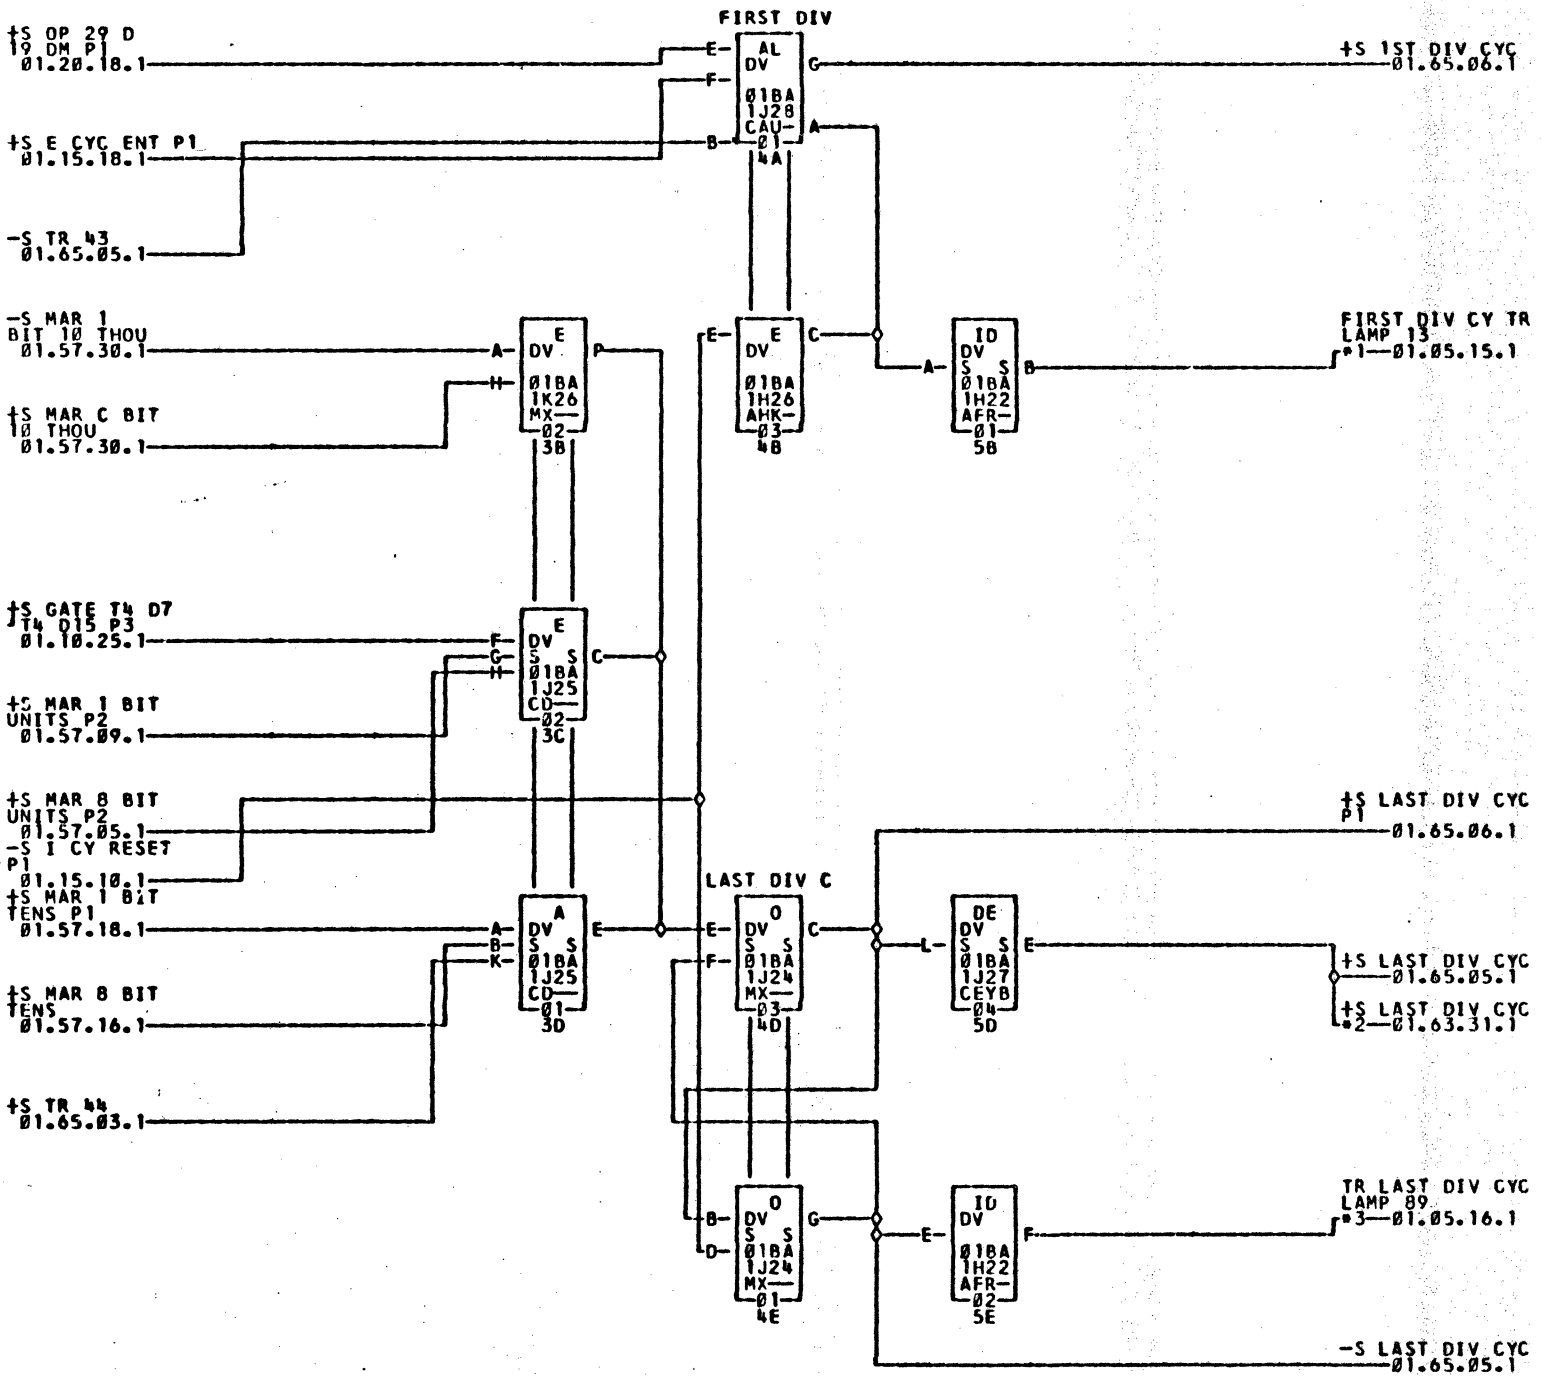 FIRST DIV
+S OP 29 D
19 DM P1
01.20.18.1
E
F
B
AL
DV
01BA
1J28
CAU-
01
4A
G
A
+S 1ST DIV CYC
01.65.06.1
+S E CYC ENT P1
01.15.18.1
-S TR 43
01.65.05.1
-S MAR 1
BIT 10 THOU
01.57.30.1
+S MAR C BIT
10 THOU
01.57.30.1
A
H
E
DV
01BA
1K26
MX--
02
3B
P
E
E
DV
01BA
1H26
AHK-
03
4B
C
A
ID
DV
S S
01BA
1H22
AFR-
01
5B
B
FIRST DIV CY TR
LAMP 13
*1--01.05.15.1
+S GATE T4 D7
T4 D15 P3
01.10.25.1
+S MAR 1 BIT
UNITS P2
01.57.09.1
F
G
H
E
DV
S S
01BA
1J25
CD--
02
3C
C
+S MAR 8 BIT
UNITS P2
01.57.05.1
-S I CY RESET
P1
01.15.10.1
+S MAR 1 BIT
TENS P1
01.57.18.1
+S MAR 8 BIT
TENS
01.57.16.1
+S TR 44
01.65.03.1
A
B
K
A
DV
S S
01BA
1J25
CD--
01
3D
E
LAST DIV C
E
F
O
DV
S S
01BA
1J24
MX--
03
4D
C
L
DE
DV
S S
01BA
1J27
CEYB
04
5D
E
+S LAST DIV CYC
P1
01.65.06.1
+S LAST DIV CYC
01.65.05.1
+S LAST DIV CYC
*2--01.63.31.1
B
D
O
DV
S S
01BA
1J24
MX--
01
4E
G
E
ID
DV
01BA
1H22
AFR-
02
5E
F
TR LAST DIV CYC
LAMP 89
*3--01.05.16.1
-S LAST DIV CYC
01.65.05.1